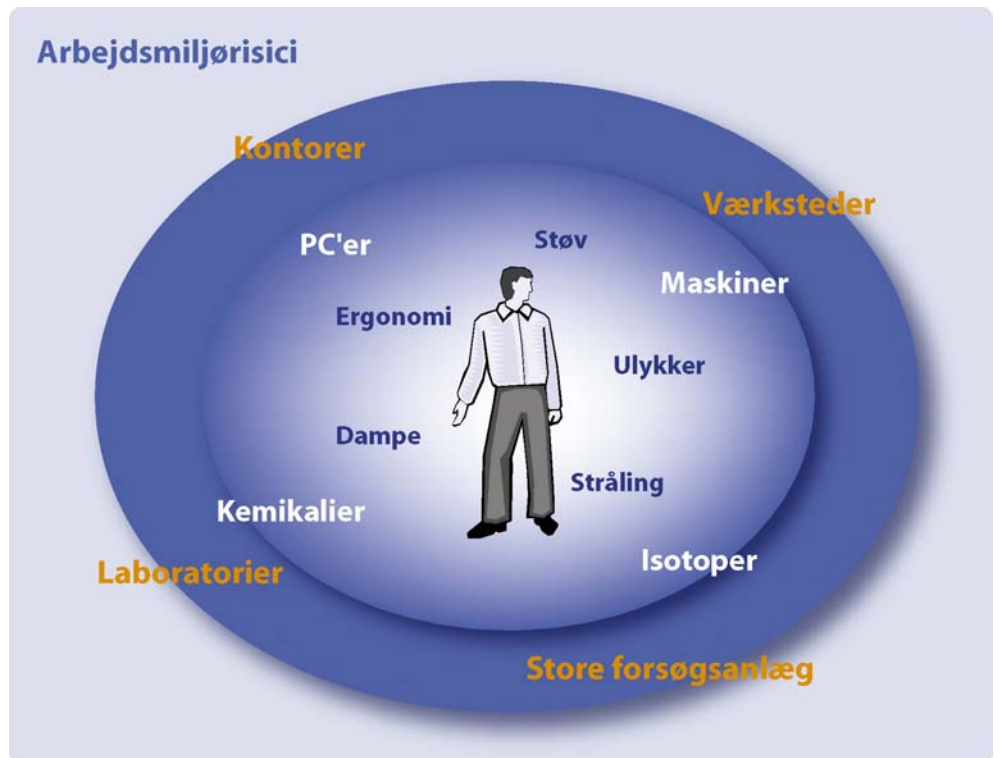 Arbejdsmiljørisici
Kontorer
Værksteder
PC'er
Støv
Maskiner
Ergonomi
Ulykker
Dampe
Stråling
Kemikalier
Isotoper
Laboratorier
Store forsøgsanlæg